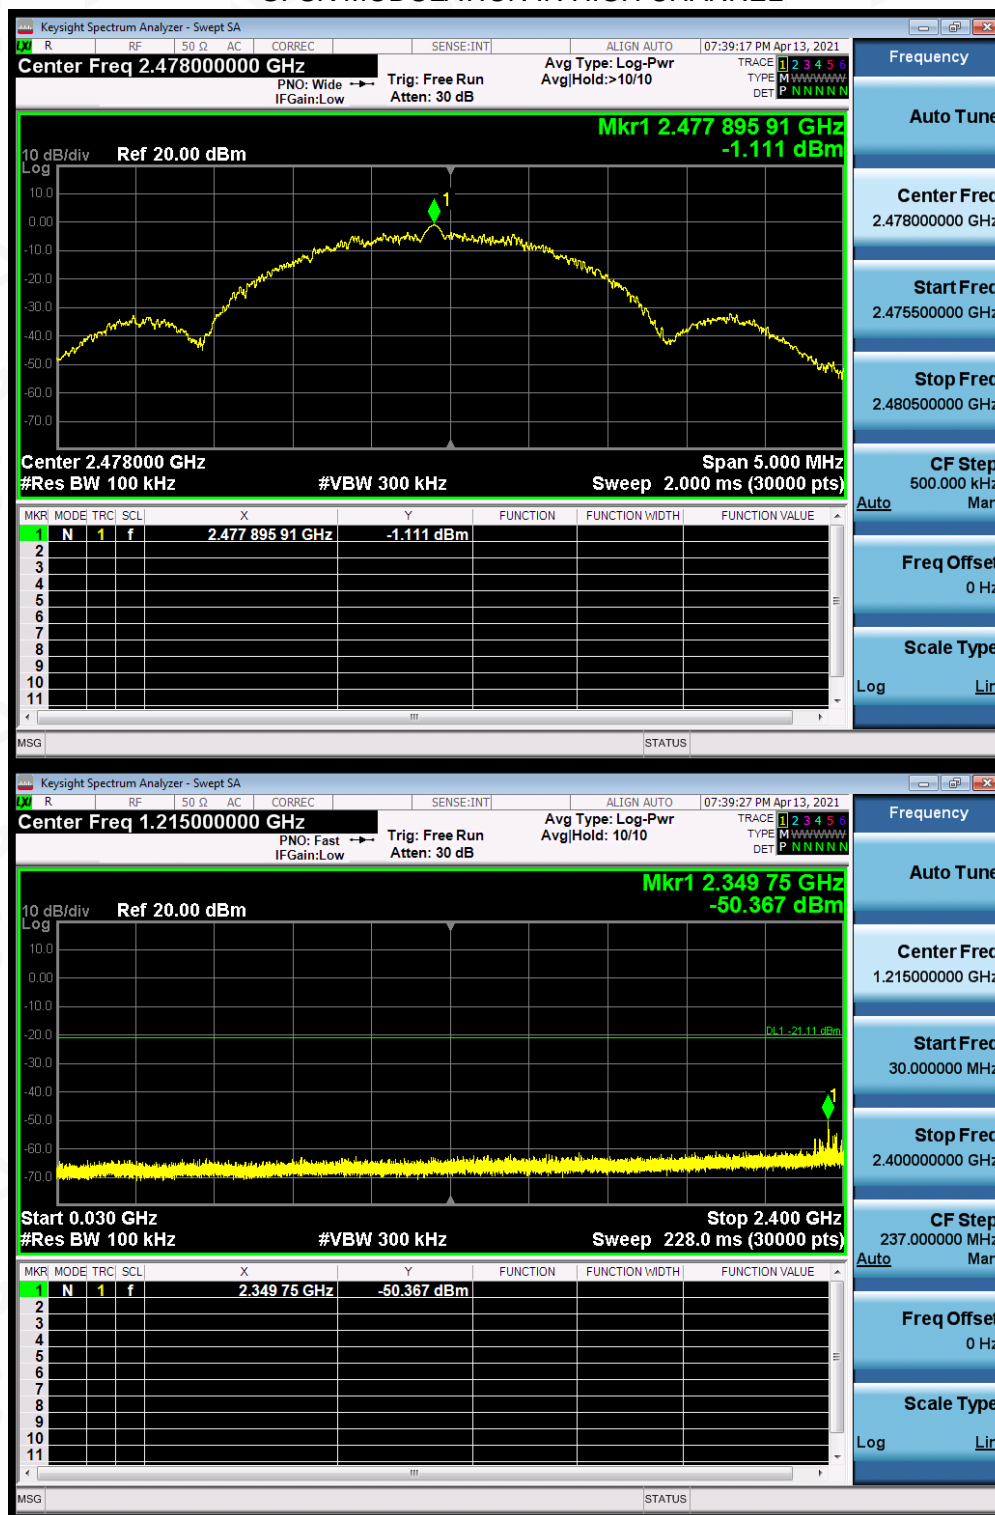 Keysight Spectrum Analyzer - Swept SA
LXI R RF 50 Ω AC CORREC SENSE:INT ALIGN AUTO 07:39:17 PM Apr 13, 2021
Center Freq 2.478000000 GHz
PNO: Wide
IFGain:Low
Trig: Free Run
Atten: 30 dB
Avg Type: Log-Pwr
Avg|Hold:>10/10
TRACE 1 2 3 4 5 6
TYPE M WWWWW
DET P N N N N N
Mkr1 2.477 895 91 GHz
-1.111 dBm
10 dB/div Ref 20.00 dBm
Log
10.0
0.00
-10.0
-20.0
-30.0
-40.0
-50.0
-60.0
-70.0
1
Center 2.478000 GHz Span 5.000 MHz
#Res BW 100 kHz #VBW 300 kHz Sweep 2.000 ms (30000 pts)
MKR MODE TRC SCL X Y FUNCTION FUNCTION WIDTH FUNCTION VALUE
1 N 1 f 2.477 895 91 GHz -1.111 dBm
2
3
4
5
6
7
8
9
10
11
MSG STATUS
Frequency
Auto Tune
Center Freq
2.478000000 GHz
Start Freq
2.475500000 GHz
Stop Freq
2.480500000 GHz
CF Step
500.000 kHz
Auto Man
Freq Offset
0 Hz
Scale Type
Log Lin
Keysight Spectrum Analyzer - Swept SA
LXI R RF 50 Ω AC CORREC SENSE:INT ALIGN AUTO 07:39:27 PM Apr 13, 2021
Center Freq 1.215000000 GHz
PNO: Fast
IFGain:Low
Trig: Free Run
Atten: 30 dB
Avg Type: Log-Pwr
Avg|Hold: 10/10
TRACE 1 2 3 4 5 6
TYPE M WWWWW
DET P N N N N N
Mkr1 2.349 75 GHz
-50.367 dBm
10 dB/div Ref 20.00 dBm
Log
10.0
0.00
-10.0
-20.0
-30.0
-40.0
-50.0
-60.0
-70.0
DL1 -21.11 dBm
1
Start 0.030 GHz Stop 2.400 GHz
#Res BW 100 kHz #VBW 300 kHz Sweep 228.0 ms (30000 pts)
MKR MODE TRC SCL X Y FUNCTION FUNCTION WIDTH FUNCTION VALUE
1 N 1 f 2.349 75 GHz -50.367 dBm
2
3
4
5
6
7
8
9
10
11
MSG STATUS
Frequency
Auto Tune
Center Freq
1.215000000 GHz
Start Freq
30.000000 MHz
Stop Freq
2.400000000 GHz
CF Step
237.000000 MHz
Auto Man
Freq Offset
0 Hz
Scale Type
Log Lin